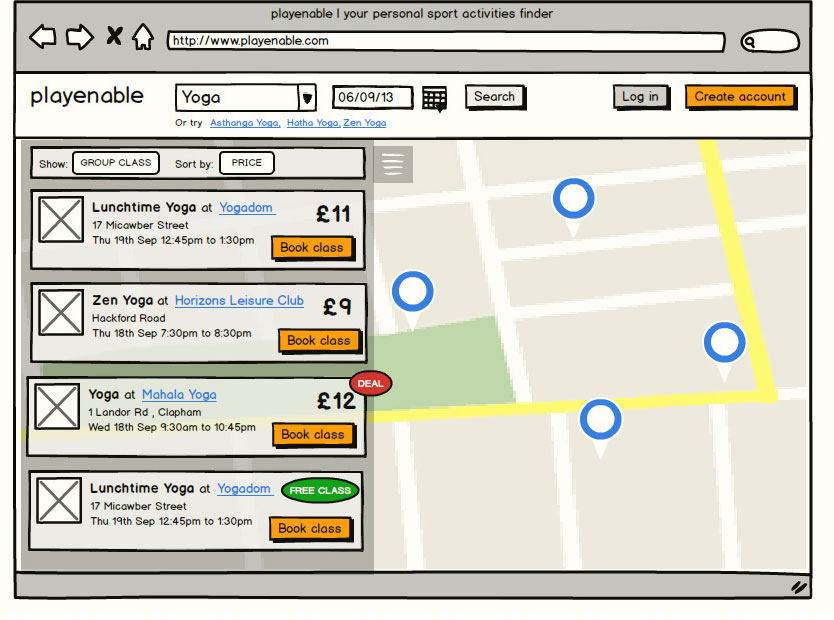 playenable | your personal sport activities finder
http://www.playenable.com
playenable
Yoga
06/09/13
Search
Log in
Create account
Or try Asthanga Yoga, Hatha Yoga, Zen Yoga
Show: GROUP CLASS Sort by: PRICE
Lunchtime Yoga at Yogadom
£11
17 Micawber Street
Thu 19th Sep 12:45pm to 1:30pm
Book class
Zen Yoga at Horizons Leisure Club
£9
Hackford Road
Thu 18th Sep 7:30pm to 8:30pm
Book class
DEAL
Yoga at Mahala Yoga
£12
1 Landor Rd , Clapham
Wed 18th Sep 9:30am to 10:45pm
Book class
Lunchtime Yoga at Yogadom
FREE CLASS
17 Micawber Street
Thu 19th Sep 12:45pm to 1:30pm
Book class